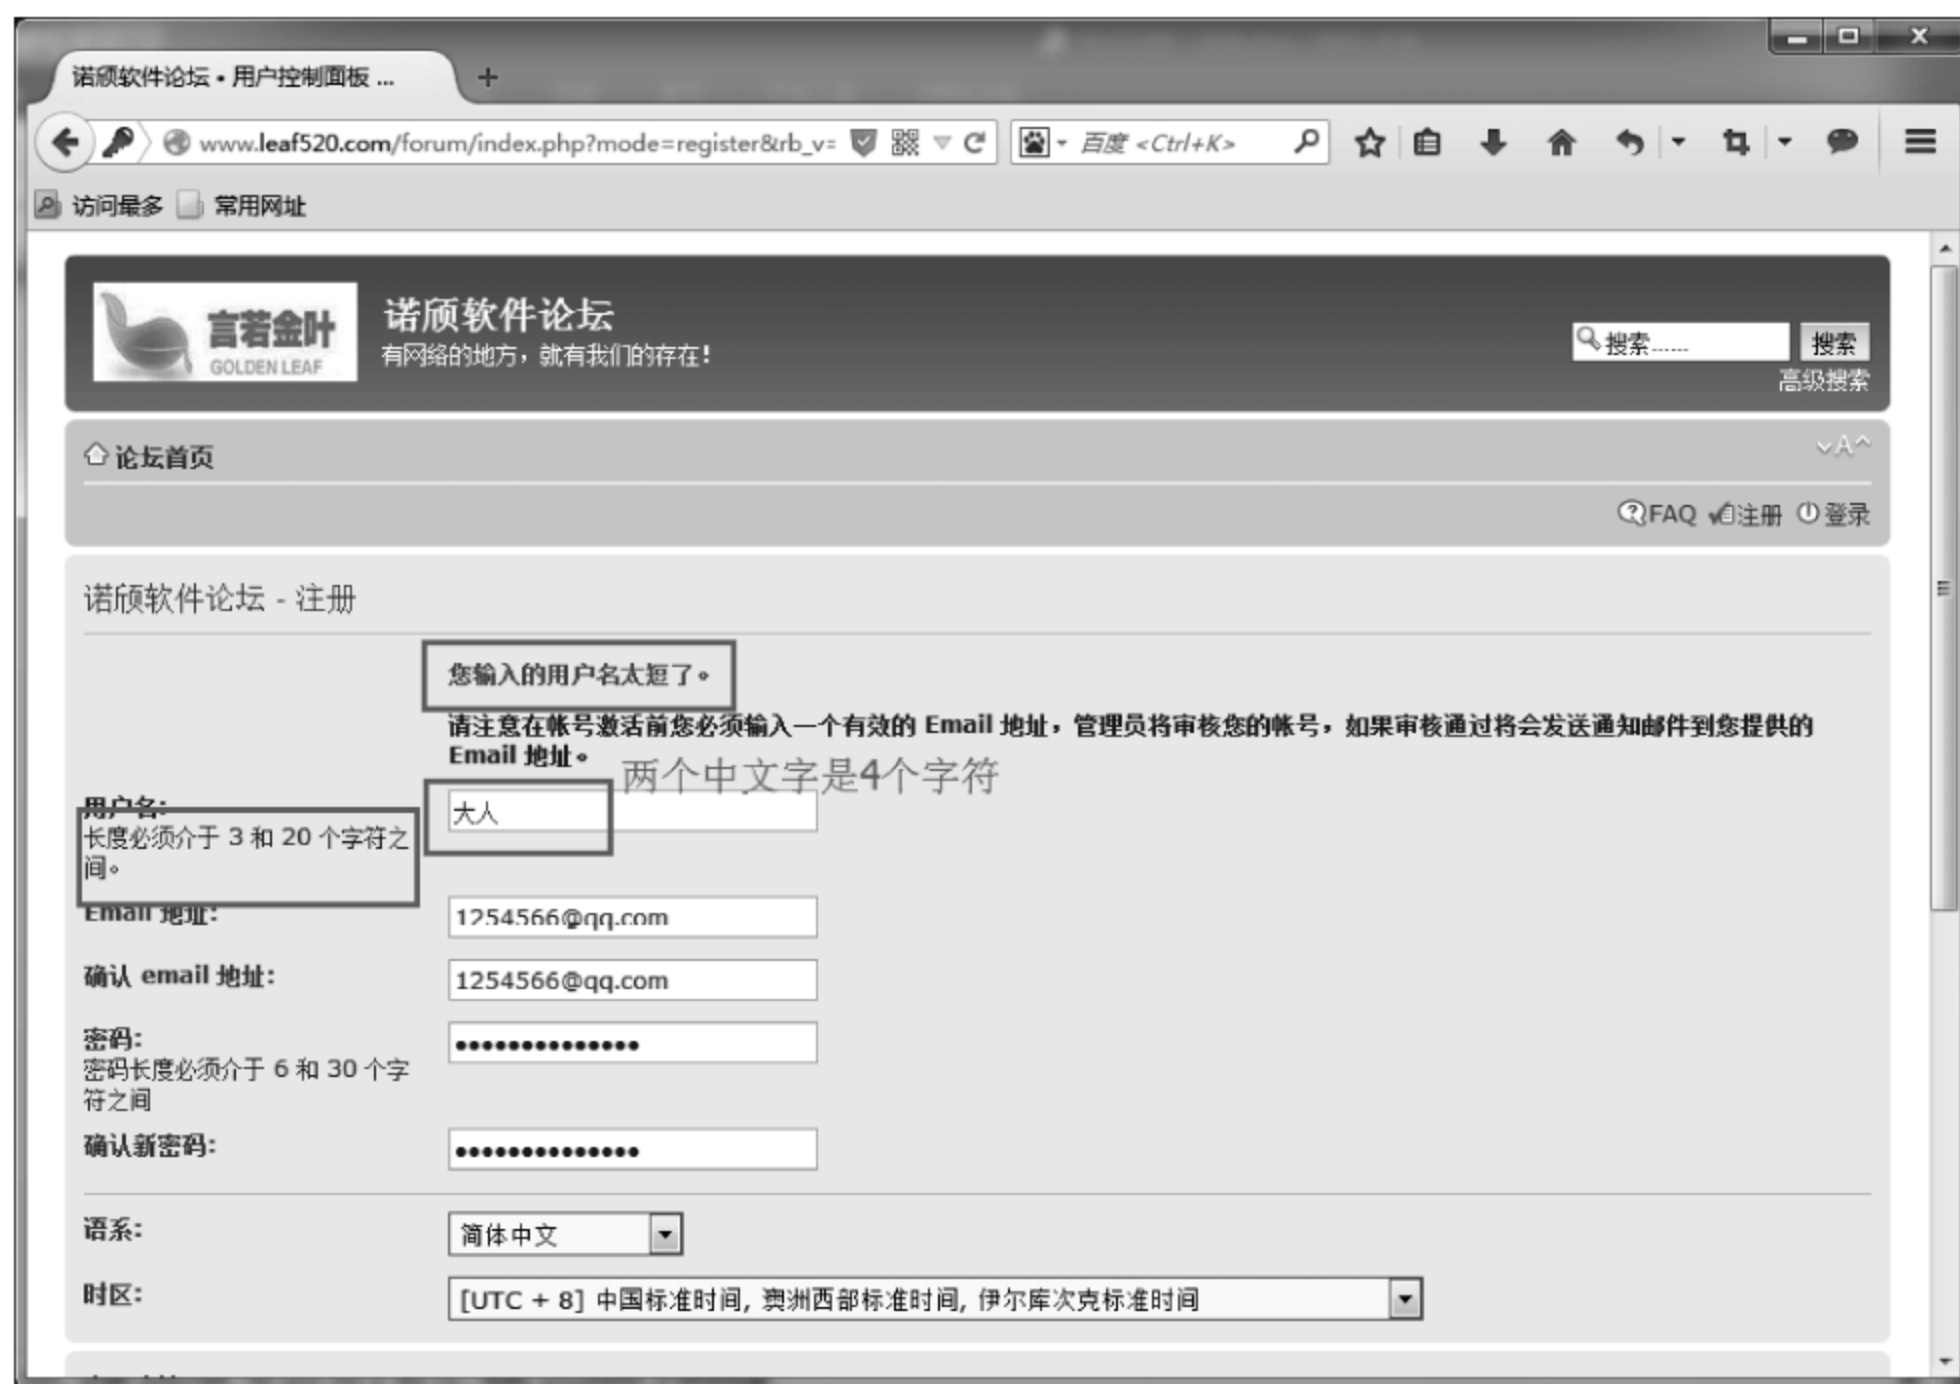 诺颀软件论坛 • 用户控制面板 ...
www.leaf520.com/forum/index.php?mode=register&rb_v=
百度 <Ctrl+K>
访问最多 常用网址
言若金叶
GOLDEN LEAF
诺颀软件论坛
有网络的地方，就有我们的存在!
搜索...... 搜索
高级搜索
论坛首页
A
FAQ 注册 登录
诺颀软件论坛 - 注册
您输入的用户名太短了。
请注意在帐号激活前您必须输入一个有效的 Email 地址，管理员将审核您的帐号，如果审核通过将会发送通知邮件到您提供的
Email 地址。
两个中文字是4个字符
用户名:
大人
长度必须介于 3 和 20 个字符之
间。
Email 地址:
1254566@qq.com
确认 email 地址:
1254566@qq.com
密码:
••••••••••••••
密码长度必须介于 6 和 30 个字
符之间
确认新密码:
••••••••••••••
语系:
简体中文
时区:
[UTC + 8] 中国标准时间, 澳洲西部标准时间, 伊尔库次克标准时间